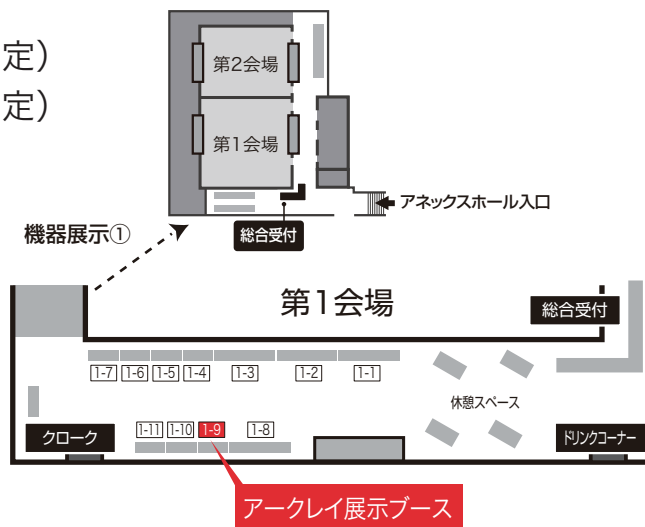 定）
定）
第2会場
第1会場
アネックスホール入口
総合受付
機器展示①
第1会場
総合受付
1-7 1-6 1-5 1-4 1-3 1-2 1-1
休憩スペース
1-11 1-10 1-9 1-8
クローク
ドリンクコーナー
アークレイ展示ブース